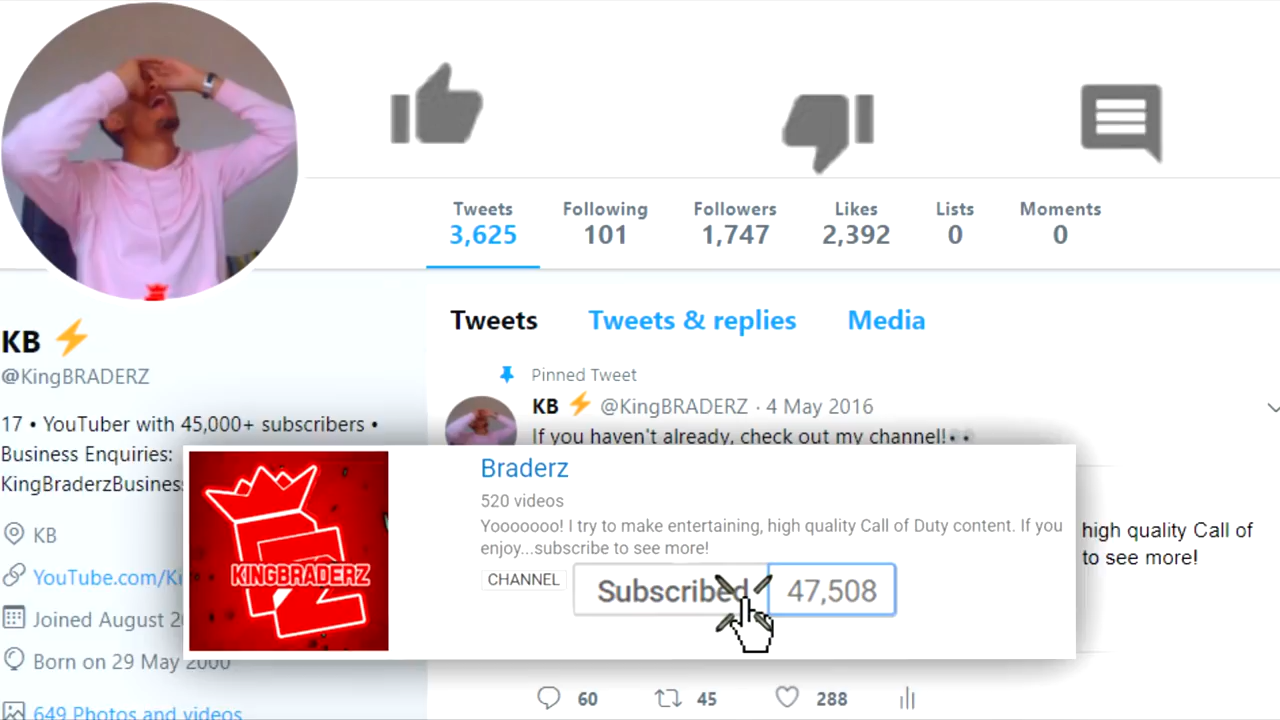 Tweets
3,625
Following
101
Followers
1,747
Likes
2,392
Lists
0
Moments
0
KB ⚡
@KingBRADERZ
17 • YouTuber with 45,000+ subscribers •
Business Enquiries:
KingBraderzBusiness
KB
YouTube.com/K
Joined August 2
Born on 29 May 2000
649 Photos and videos
Tweets
Tweets & replies
Media
Pinned Tweet
KB ⚡ @KingBRADERZ · 4 May 2016
If you haven't already, check out my channel!👀
KINGBRADERZ
Braderz
520 videos
Yooooooo! I try to make entertaining, high quality Call of Duty content. If you
enjoy...subscribe to see more!
CHANNEL
Subscribed
47,508
high quality Call of
to see more!
60
45
288